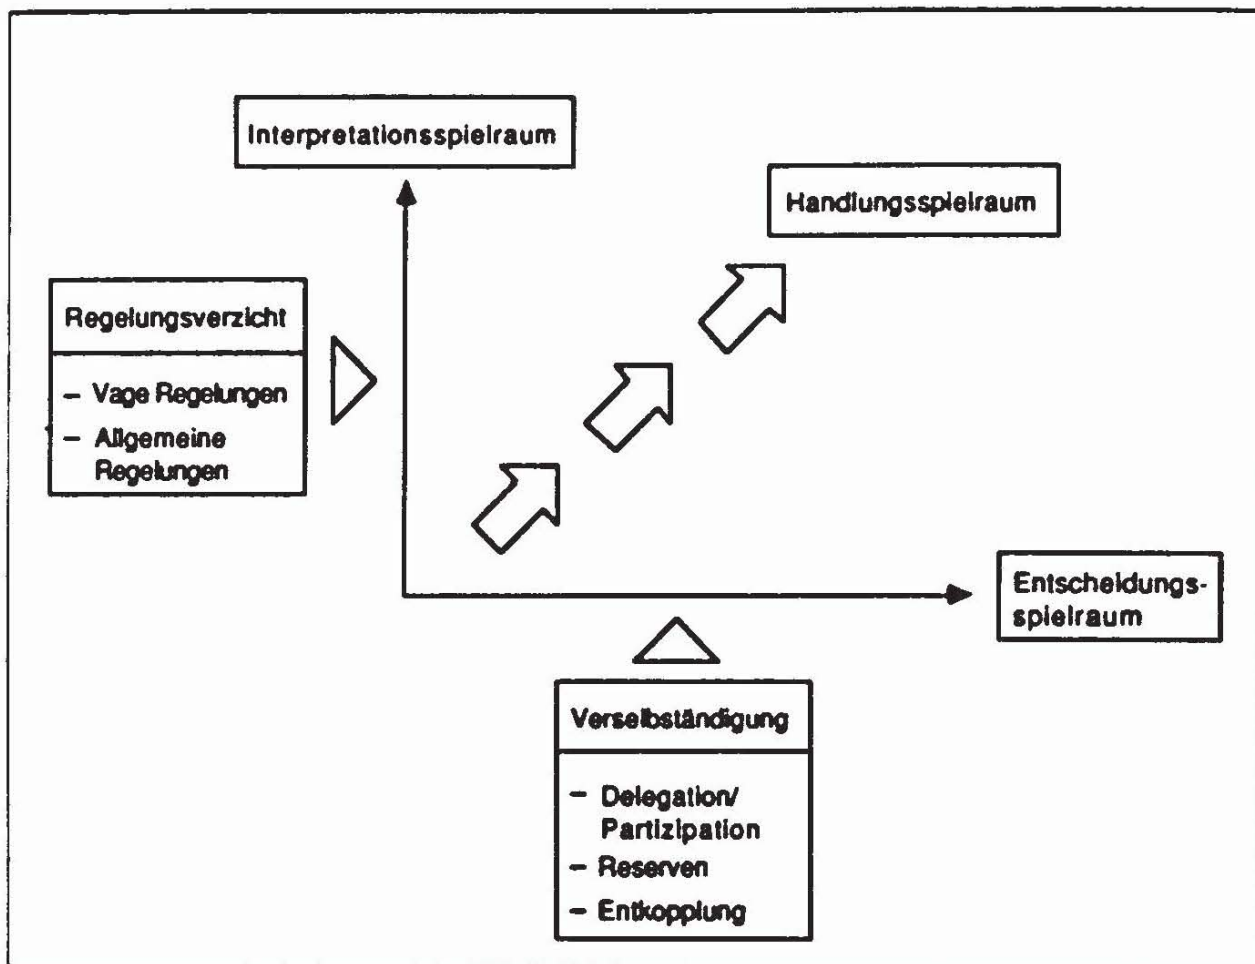 Interpretationsspielraum
Handlungsspielraum
Regelungsverzicht
– Vage Regelungen
– Allgemeine
Regelungen
Entscheidungs-
spielraum
Verselbständigung
– Delegation/
Partizipation
– Reserven
– Entkopplung